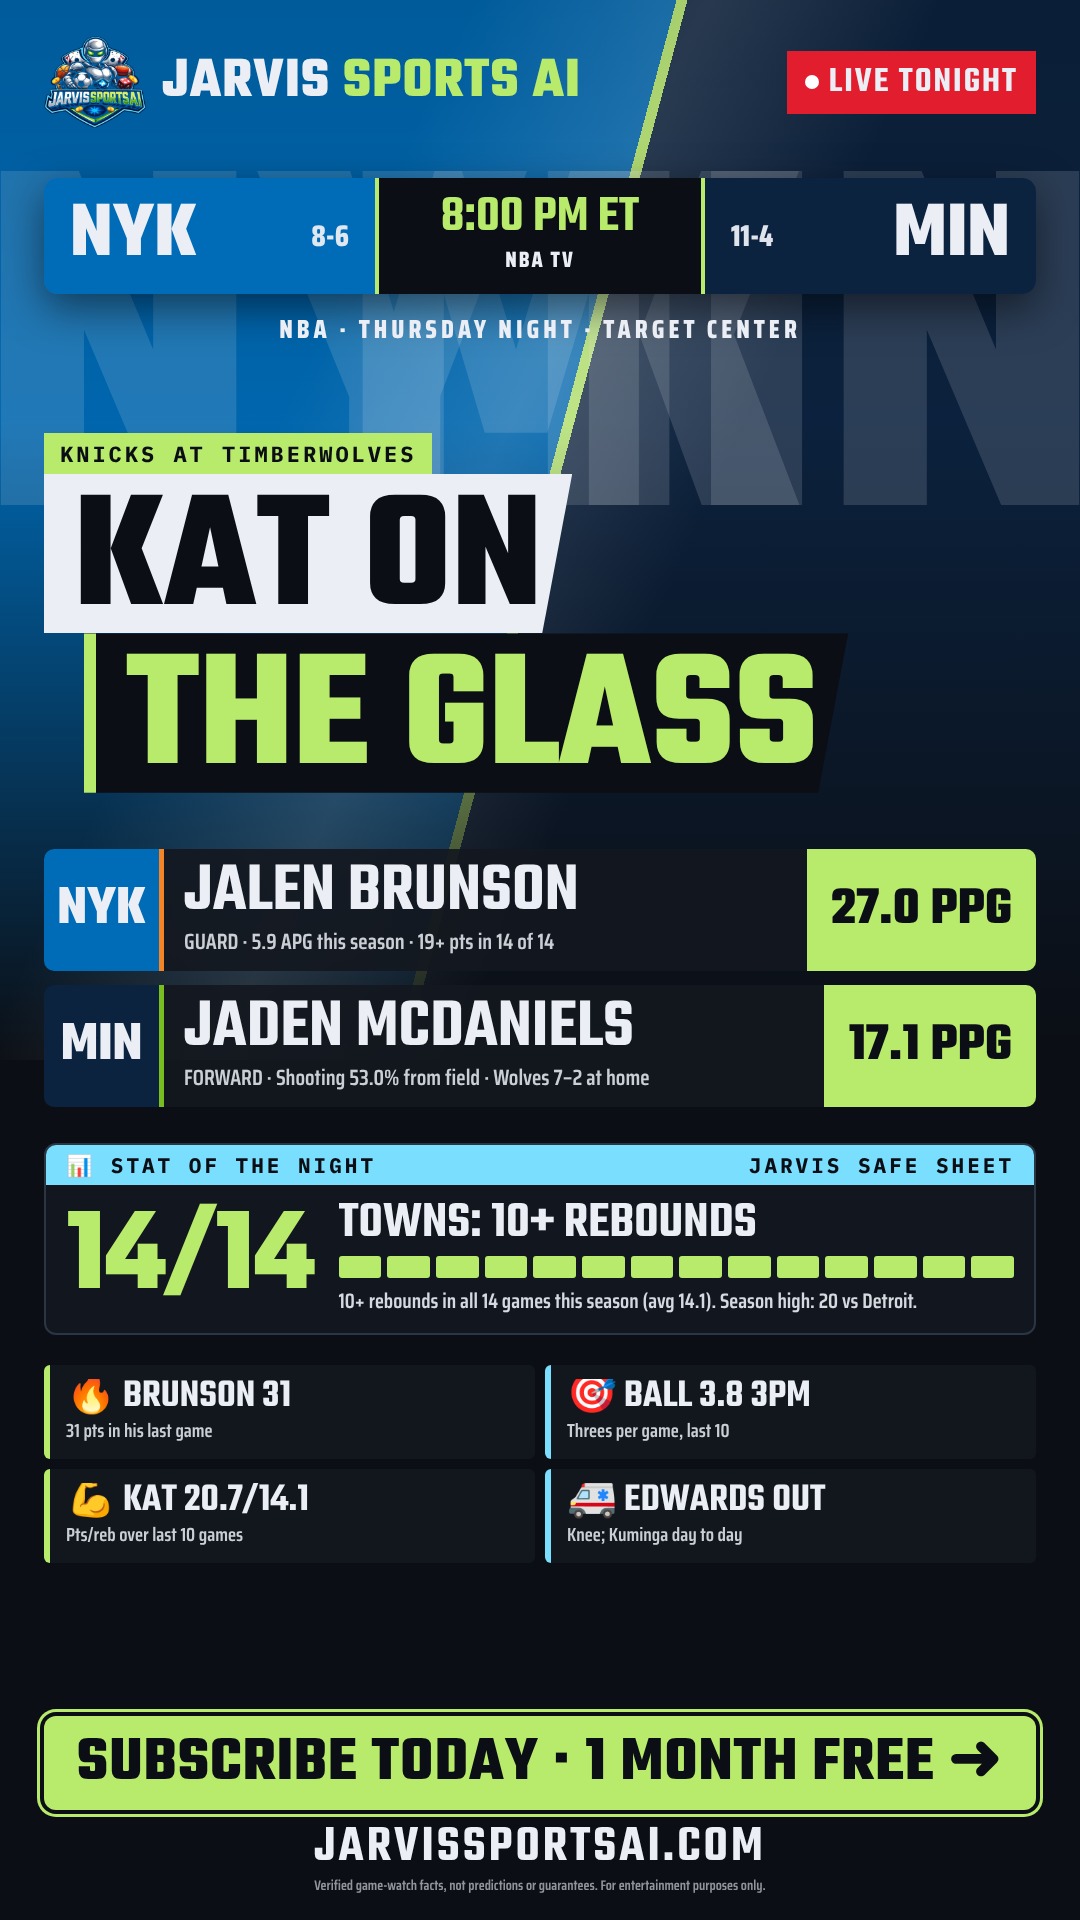 JARVISSPORTSAI
JARVIS SPORTS AI
LIVE TONIGHT
NYK 8-6
8:00 PM ET
NBA TV
11-4 MIN
NBA · THURSDAY NIGHT · TARGET CENTER
NYK MIN
KNICKS AT TIMBERWOLVES
KAT ON
THE GLASS
NYK
JALEN BRUNSON
GUARD · 5.9 APG this season · 19+ pts in 14 of 14
27.0 PPG
MIN
JADEN MCDANIELS
FORWARD · Shooting 53.0% from field · Wolves 7–2 at home
17.1 PPG
📊 STAT OF THE NIGHT
JARVIS SAFE SHEET
14/14
TOWNS: 10+ REBOUNDS
10+ rebounds in all 14 games this season (avg 14.1). Season high: 20 vs Detroit.
🔥 BRUNSON 31
31 pts in his last game
🎯 BALL 3.8 3PM
Threes per game, last 10
💪 KAT 20.7/14.1
Pts/reb over last 10 games
🚑 EDWARDS OUT
Knee; Kuminga day to day
SUBSCRIBE TODAY · 1 MONTH FREE ➜
JARVISSPORTSAI.COM
Verified game-watch facts, not predictions or guarantees. For entertainment purposes only.